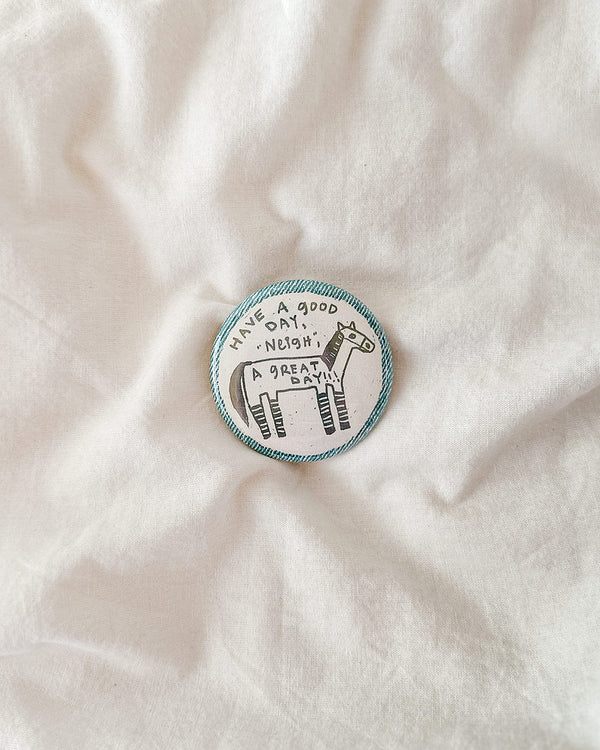 HAVE A gOOD
DAY,
"NeigH",
A gREAT
DAY!!!